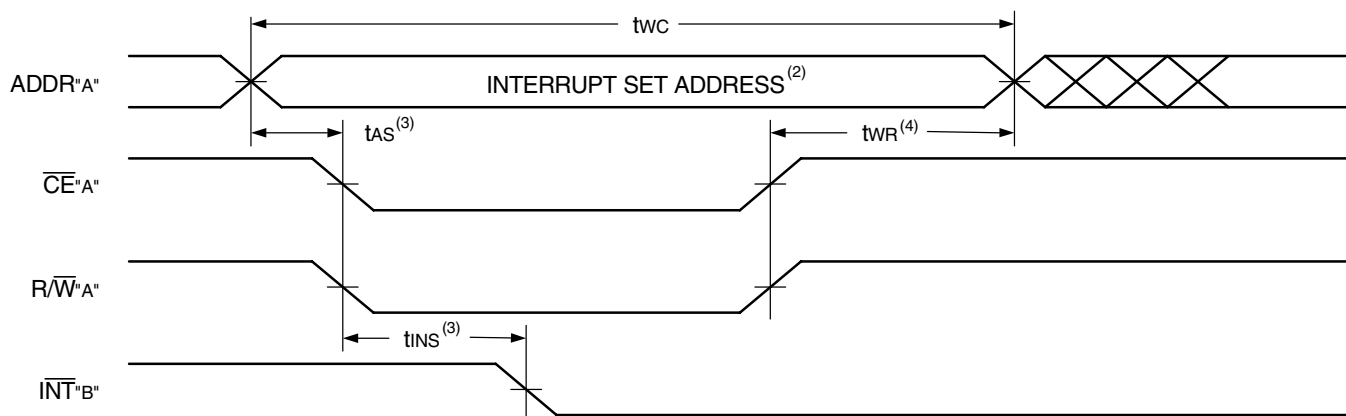 tWC
ADDR"A"
INTERRUPT SET ADDRESS(2)
tAS(3)
tWR(4)
CE"A"
R/W"A"
tINS(3)
INT"B"